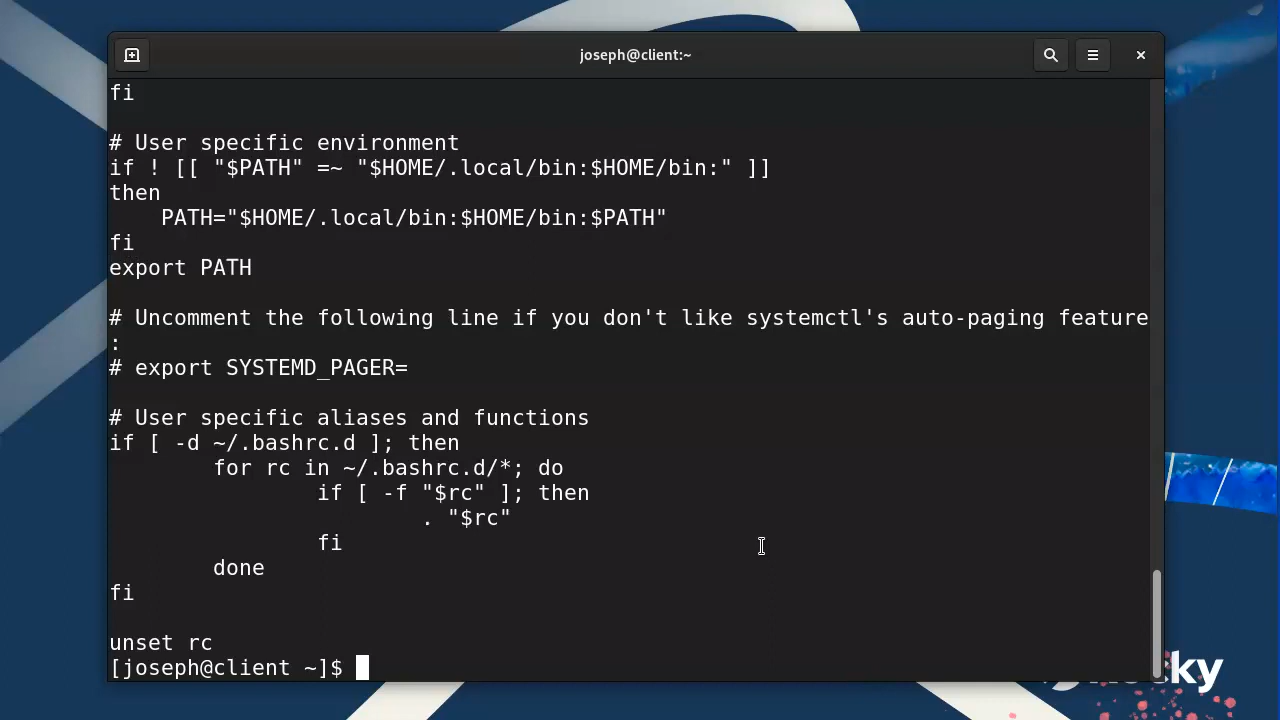 joseph@client:~
fi
# User specific environment
if ! [[ "$PATH" =~ "$HOME/.local/bin:$HOME/bin:" ]]
then
    PATH="$HOME/.local/bin:$HOME/bin:$PATH"
fi
export PATH
# Uncomment the following line if you don't like systemctl's auto-paging feature
:
# export SYSTEMD_PAGER=
# User specific aliases and functions
if [ -d ~/.bashrc.d ]; then
        for rc in ~/.bashrc.d/*; do
                if [ -f "$rc" ]; then
                        . "$rc"
                fi
        done
fi
unset rc
[joseph@client ~]$